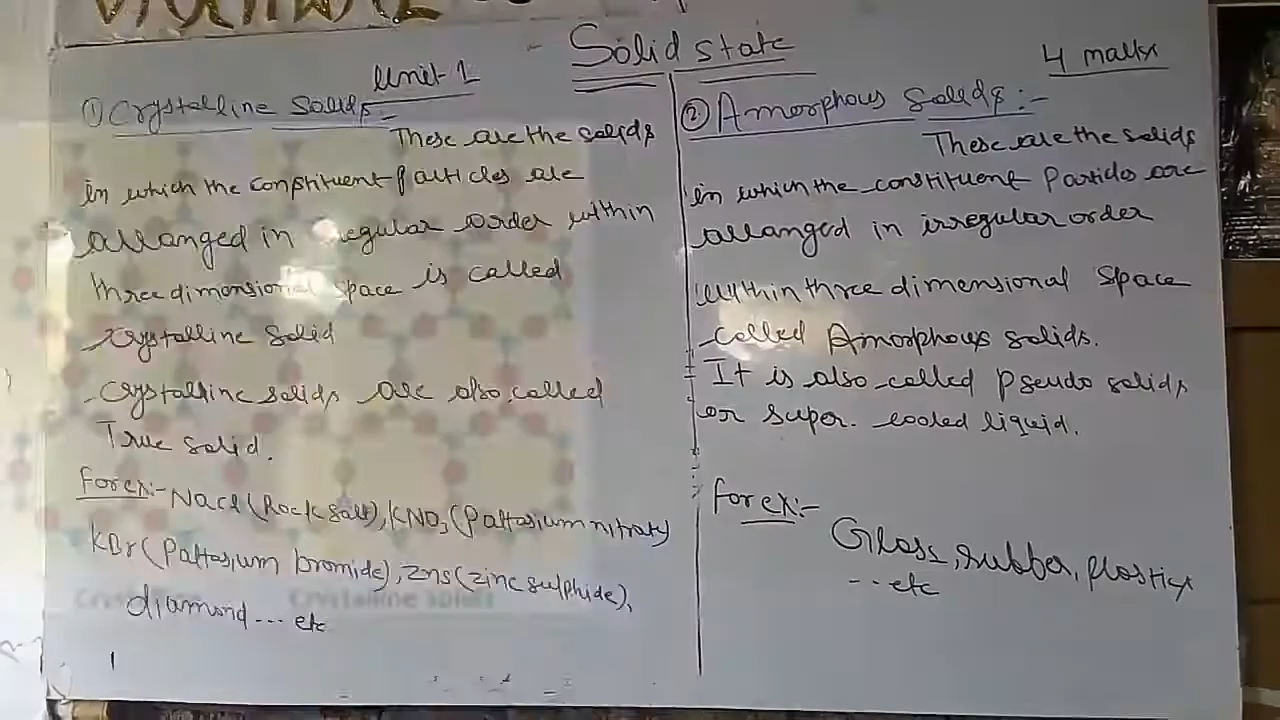 Solid state
Unit-1
4 marks
① Crystalline solids:-
These are the solids
in which the constituent particles are
arranged in regular order within
three dimensional space is called
crystalline solid
crystalline solids are also called
True solid.
For ex:- NaCl (Rock salt), KNO3 (Pottasium nitrate)
KBr (Pottasium bromide), ZnS (zinc sulphide),
diamond --- etc
② Amorphous solids:-
These are the solids
in which the constituent particles are
arranged in irregular order
within three dimensional space
called Amorphous solids.
It is also called pseudo solids
or super-cooled liquid.
for ex:-
Glass, rubber, plastics
--- etc